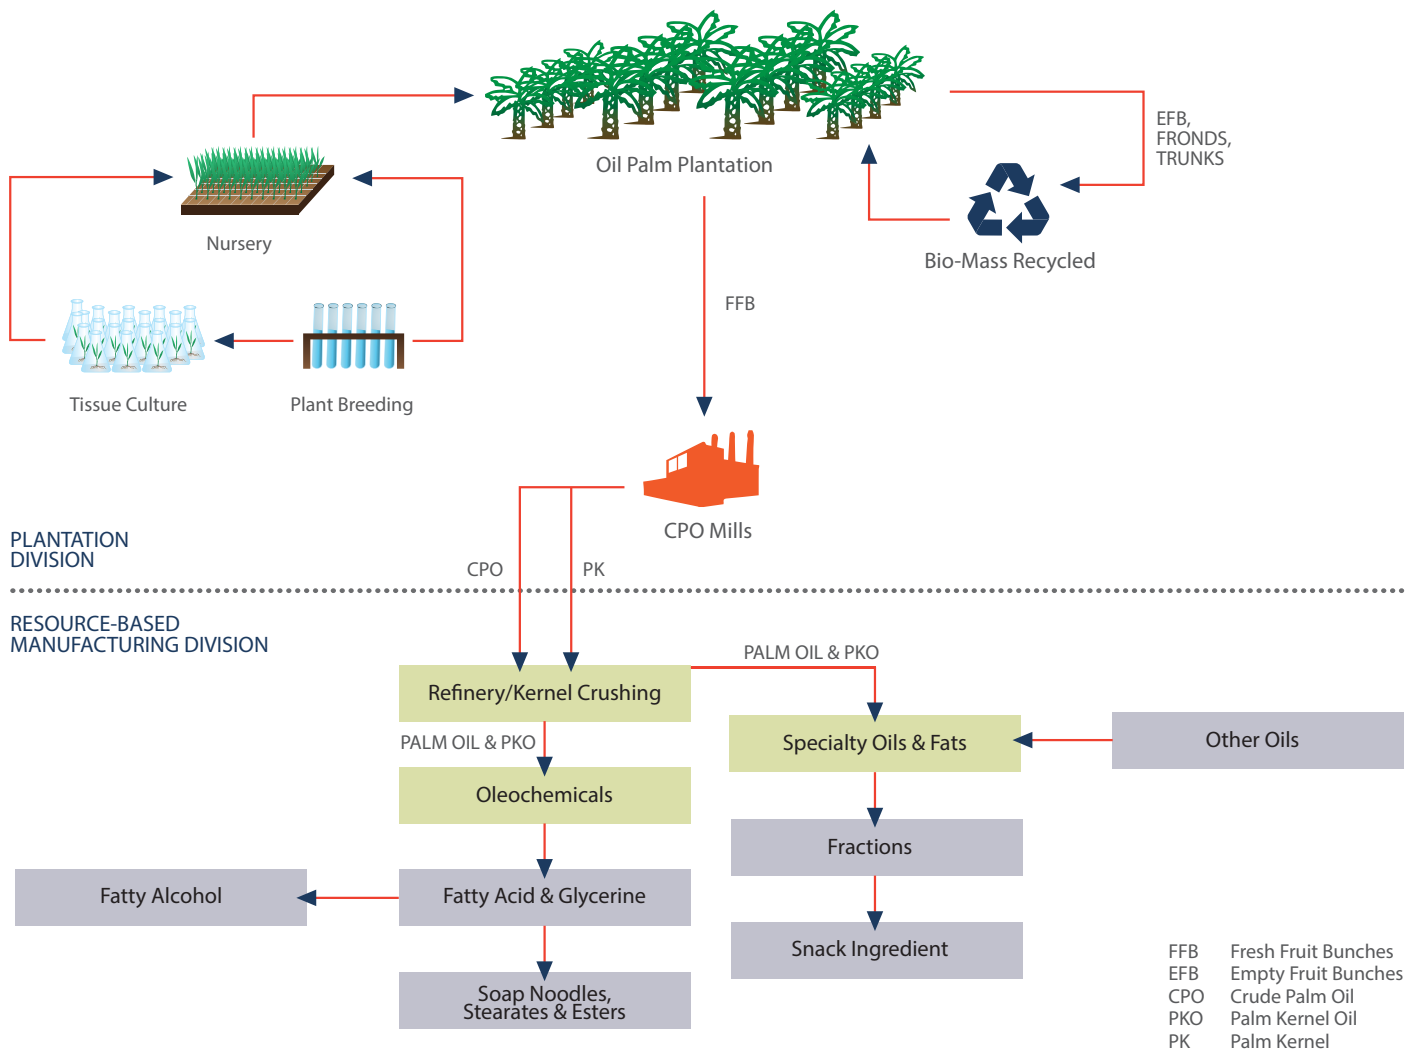 Oil Palm Plantation
EFB,
FRONDS,
TRUNKS
Nursery
Bio-Mass Recycled
FFB
Tissue Culture
Plant Breeding
CPO Mills
PLANTATION
DIVISION
CPO
PK
RESOURCE-BASED
MANUFACTURING DIVISION
PALM OIL & PKO
Refinery/Kernel Crushing
PALM OIL & PKO
Specialty Oils & Fats
Other Oils
Oleochemicals
Fractions
Fatty Alcohol
Fatty Acid & Glycerine
Snack Ingredient
Soap Noodles,
Stearates & Esters
FFB Fresh Fruit Bunches
EFB Empty Fruit Bunches
CPO Crude Palm Oil
PKO Palm Kernel Oil
PK Palm Kernel